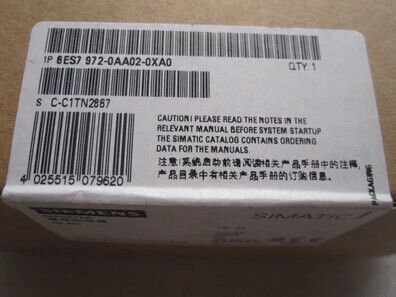 1P 6ES7 972-0AA02-0XA0
QTY: 1
S C-C1TN2867
CAUTION! PLEASE READ THE NOTES IN THE
RELEVANT MANUAL BEFORE SYSTEM STARTUP.
THE SIMATIC CATALOG CONTAINS ORDERING
DATA FOR THE MANUALS.
注意!系统启动前请阅读相关产品手册中的注释,
产品目录中有相关手册的订购信息.
4 025515 079620
PACKAGING
SIEMENS
SIMATIC